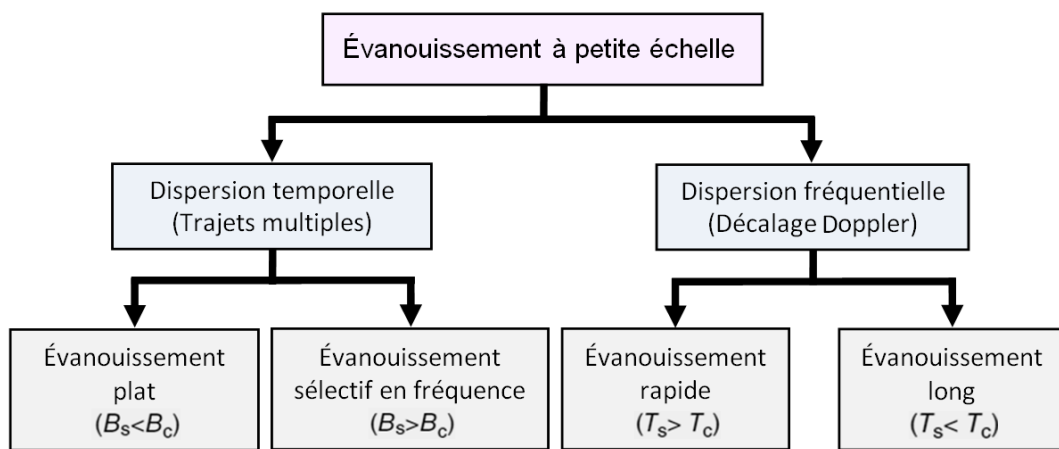 Évanouissement à petite échelle
Dispersion temporelle
(Trajets multiples)
Dispersion fréquentielle
(Décalage Doppler)
Évanouissement
plat
(Bs<Bc)
Évanouissement
sélectif en fréquence
(Bs>Bc)
Évanouissement
rapide
(Ts> Tc)
Évanouissement
long
(Ts< Tc)